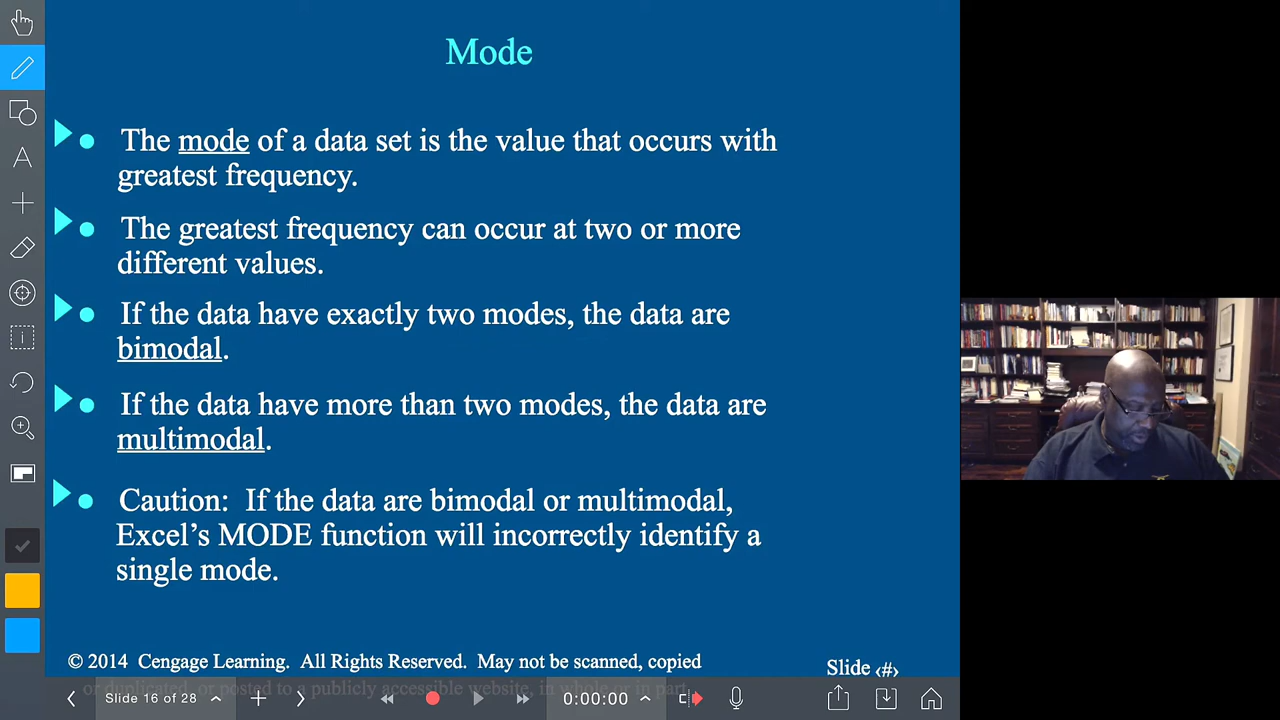 Mode
The mode of a data set is the value that occurs with
greatest frequency.
The greatest frequency can occur at two or more
different values.
If the data have exactly two modes, the data are
bimodal.
If the data have more than two modes, the data are
multimodal.
Caution: If the data are bimodal or multimodal,
Excel’s MODE function will incorrectly identify a
single mode.
© 2014 Cengage Learning. All Rights Reserved. May not be scanned, copied
or duplicated, or posted to a publicly accessible website, in whole or in part.
Slide ‹#›
Slide 16 of 28
0:00:00